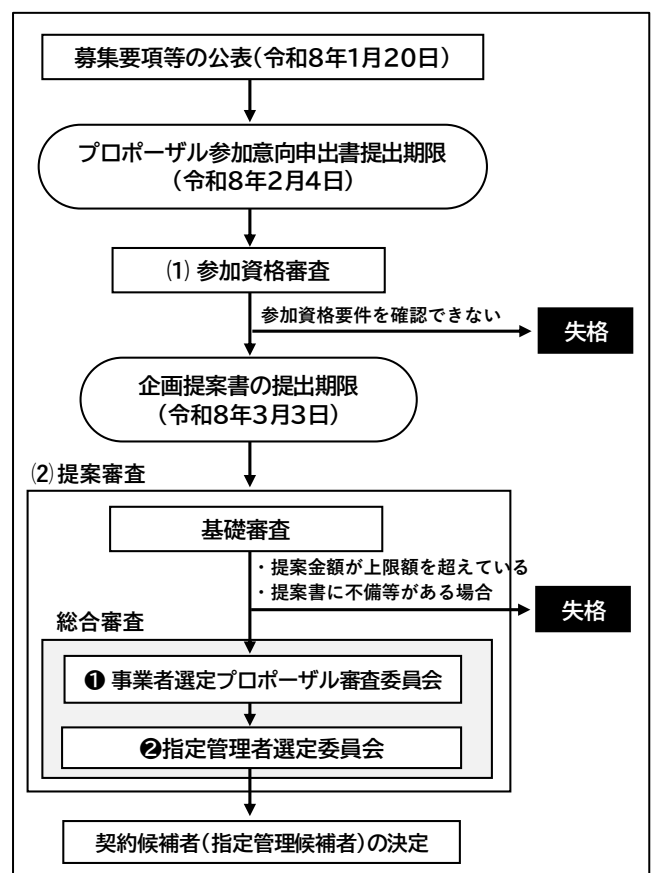 募集要項等の公表(令和8年1月20日)
プロポーザル参加意向申出書提出期限
(令和8年2月4日)
⑴ 参加資格審査
参加資格要件を確認できない
失格
企画提案書の提出期限
(令和8年3月3日)
⑵ 提案審査
基礎審査
・提案金額が上限額を超えている
・提案書に不備等がある場合
失格
総合審査
❶ 事業者選定プロポーザル審査委員会
❷指定管理者選定委員会
契約候補者(指定管理候補者)の決定